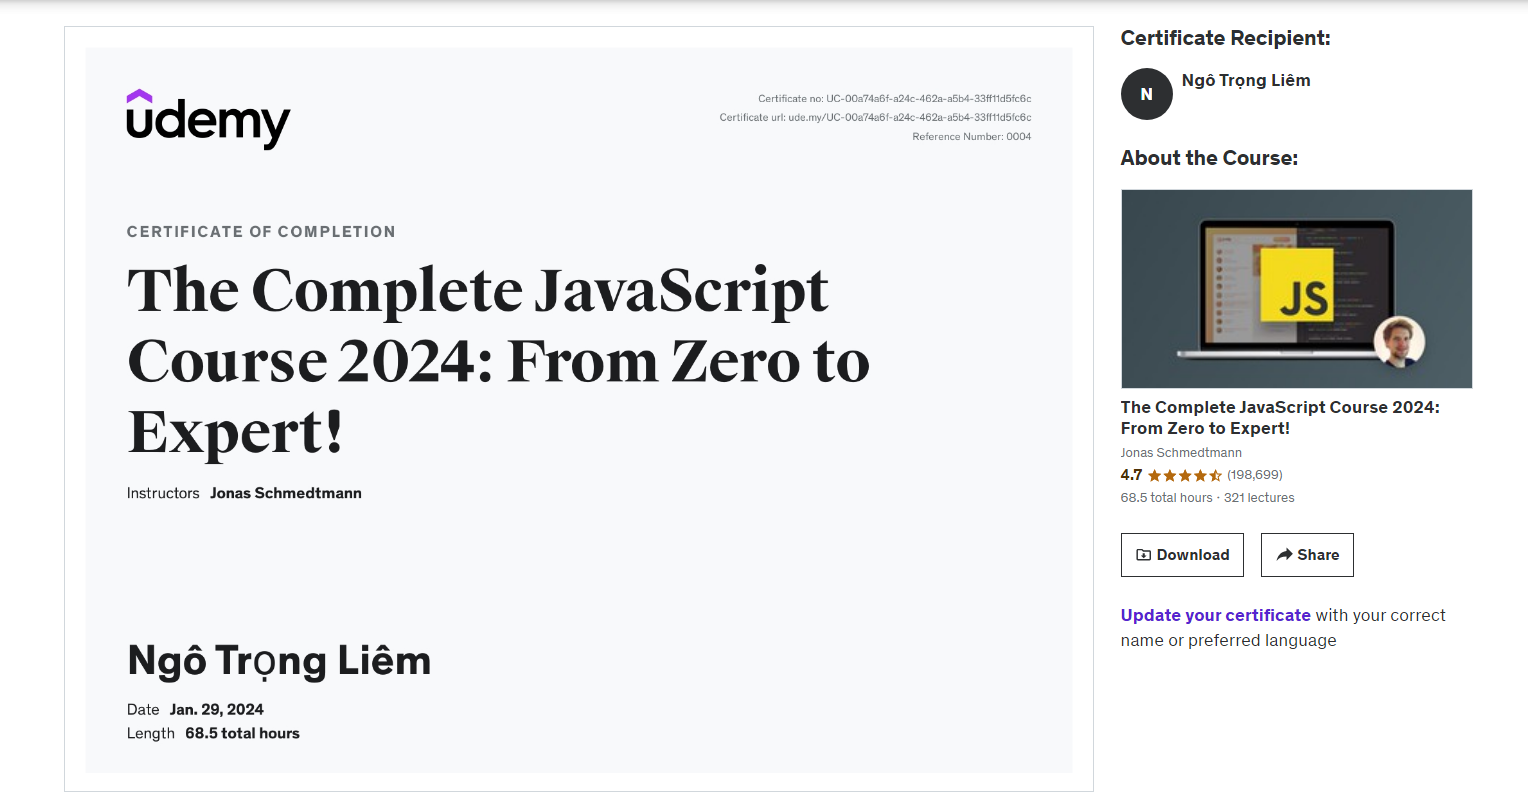 udemy
Certificate no: UC-00a74a6f-a24c-462a-a5b4-33ff11d5fc6c
Certificate url: ude.my/UC-00a74a6f-a24c-462a-a5b4-33ff11d5fc6c
Reference Number: 0004
CERTIFICATE OF COMPLETION
The Complete JavaScript
Course 2024: From Zero to
Expert!
Instructors Jonas Schmedtmann
Ngô Trọng Liêm
Date Jan. 29, 2024
Length 68.5 total hours
Certificate Recipient:
N
Ngô Trọng Liêm
About the Course:
JS
The Complete JavaScript Course 2024:
From Zero to Expert!
Jonas Schmedtmann
4.7 (198,699)
68.5 total hours · 321 lectures
Download
Share
Update your certificate with your correct
name or preferred language